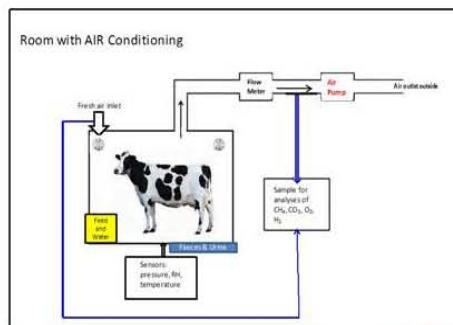 Room with AIR Conditioning
Flow
Meter
Air
Pump
Air outlet outside
Fresh air inlet
Feed
and
Water
Faeces & Urine
Sample for
analyses of
CH₄, CO₂, O₂,
H₂
Sensors:
pressure, RH,
temperature